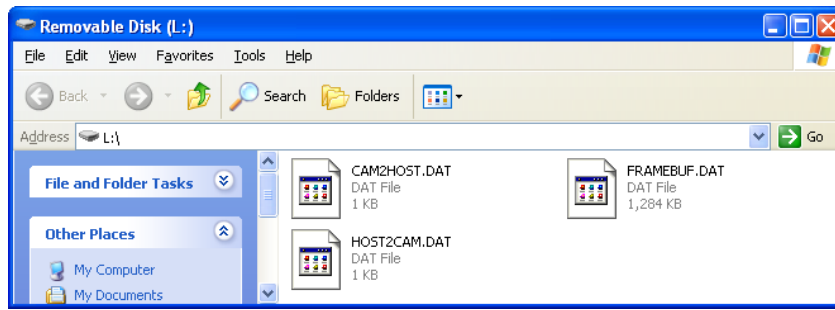 Removable Disk (L:)
File Edit View Favorites Tools Help
Back Search Folders
Address L:\ Go
File and Folder Tasks
Other Places
My Computer
My Documents
CAM2HOST.DAT
DAT File
1 KB
FRAMEBUF.DAT
DAT File
1,284 KB
HOST2CAM.DAT
DAT File
1 KB